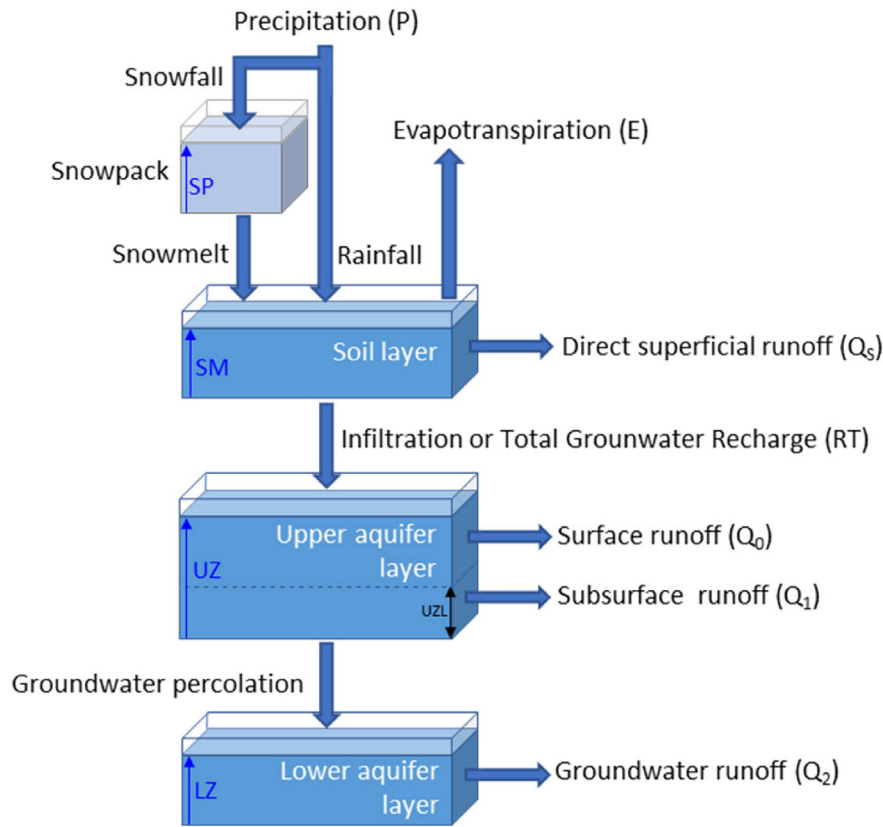 Precipitation (P)
Snowfall
Evapotranspiration (E)
Snowpack
SP
Snowmelt
Rainfall
Soil layer
SM
Direct superficial runoff (Qs)
Infiltration or Total Grounwater Recharge (RT)
Upper aquifer
layer
Surface runoff (Q0)
UZ
UZL
Subsurface runoff (Q1)
Groundwater percolation
Lower aquifer
layer
LZ
Groundwater runoff (Q2)